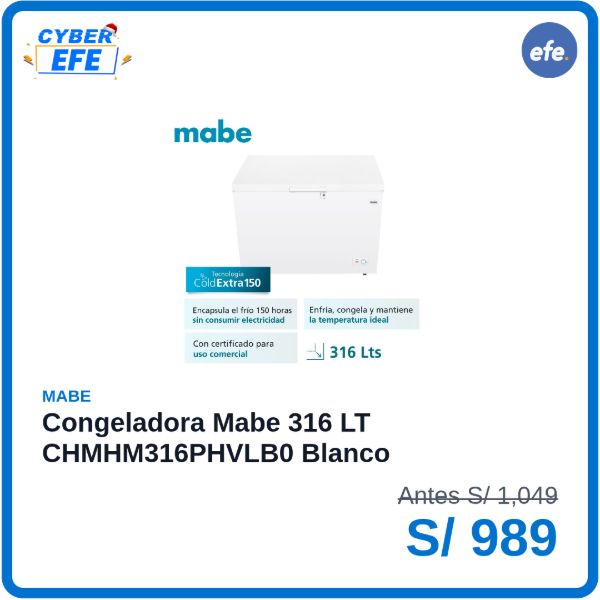 CYBER
EFE
efe.
mabe
Tecnología
ColdExtra150
Encapsula el frío 150 horas
sin consumir electricidad
Enfría, congela y mantiene
la temperatura ideal
Con certificado para
uso comercial
316 Lts
MABE
Congeladora Mabe 316 LT
CHMHM316PHVLB0 Blanco
Antes S/ 1,049
S/ 989